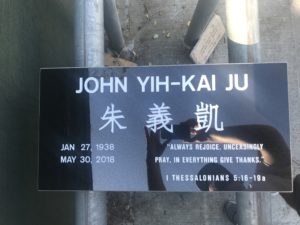 JOHN YIH-KAI JU
朱義凱
JAN 27, 1938
MAY 30, 2018
"ALWAYS REJOICE, UNCEASINGLY
PRAY, IN EVERYTHING GIVE THANKS."
I THESSALONIANS 5:16-18a